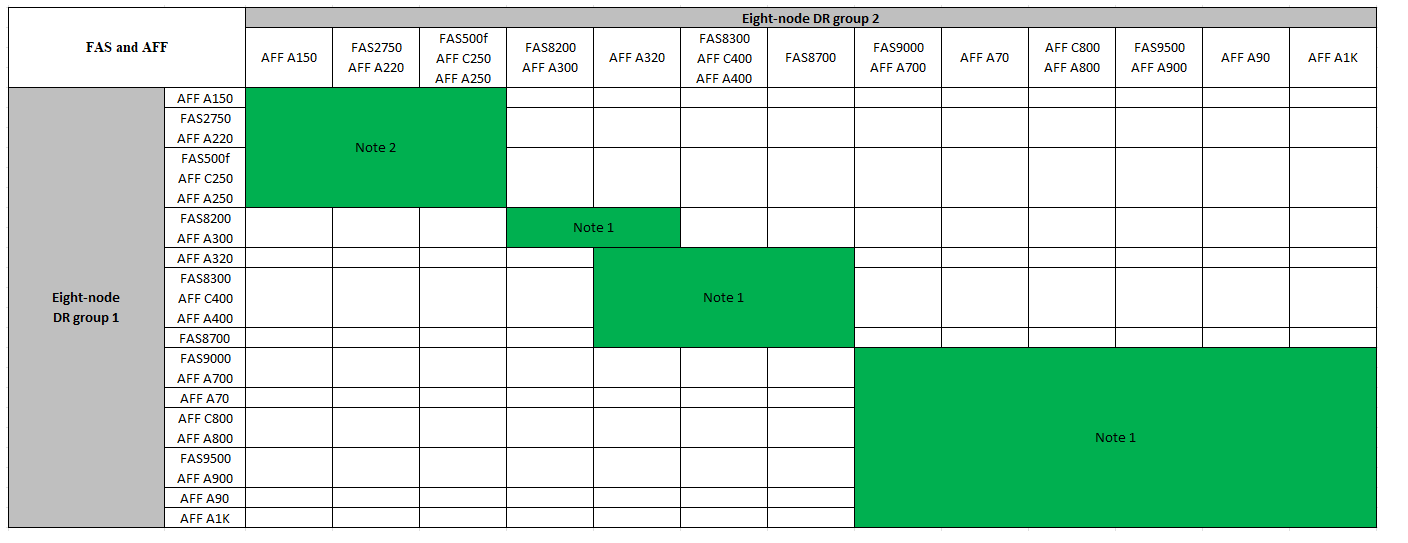 Eight-node DR group 2
FAS and AFF
AFF A150
FAS2750
AFF A220
FAS500f
AFF C250
AFF A250
FAS8200
AFF A300
AFF A320
FAS8300
AFF C400
AFF A400
FAS8700
FAS9000
AFF A700
AFF A70
AFF C800
AFF A800
FAS9500
AFF A900
AFF A90
AFF A1K
Eight-node
DR group 1
AFF A150
FAS2750
AFF A220
FAS500f
AFF C250
AFF A250
Note 2
FAS8200
AFF A300
Note 1
AFF A320
FAS8300
AFF C400
AFF A400
FAS8700
Note 1
FAS9000
AFF A700
AFF A70
AFF C800
AFF A800
FAS9500
AFF A900
AFF A90
AFF A1K
Note 1